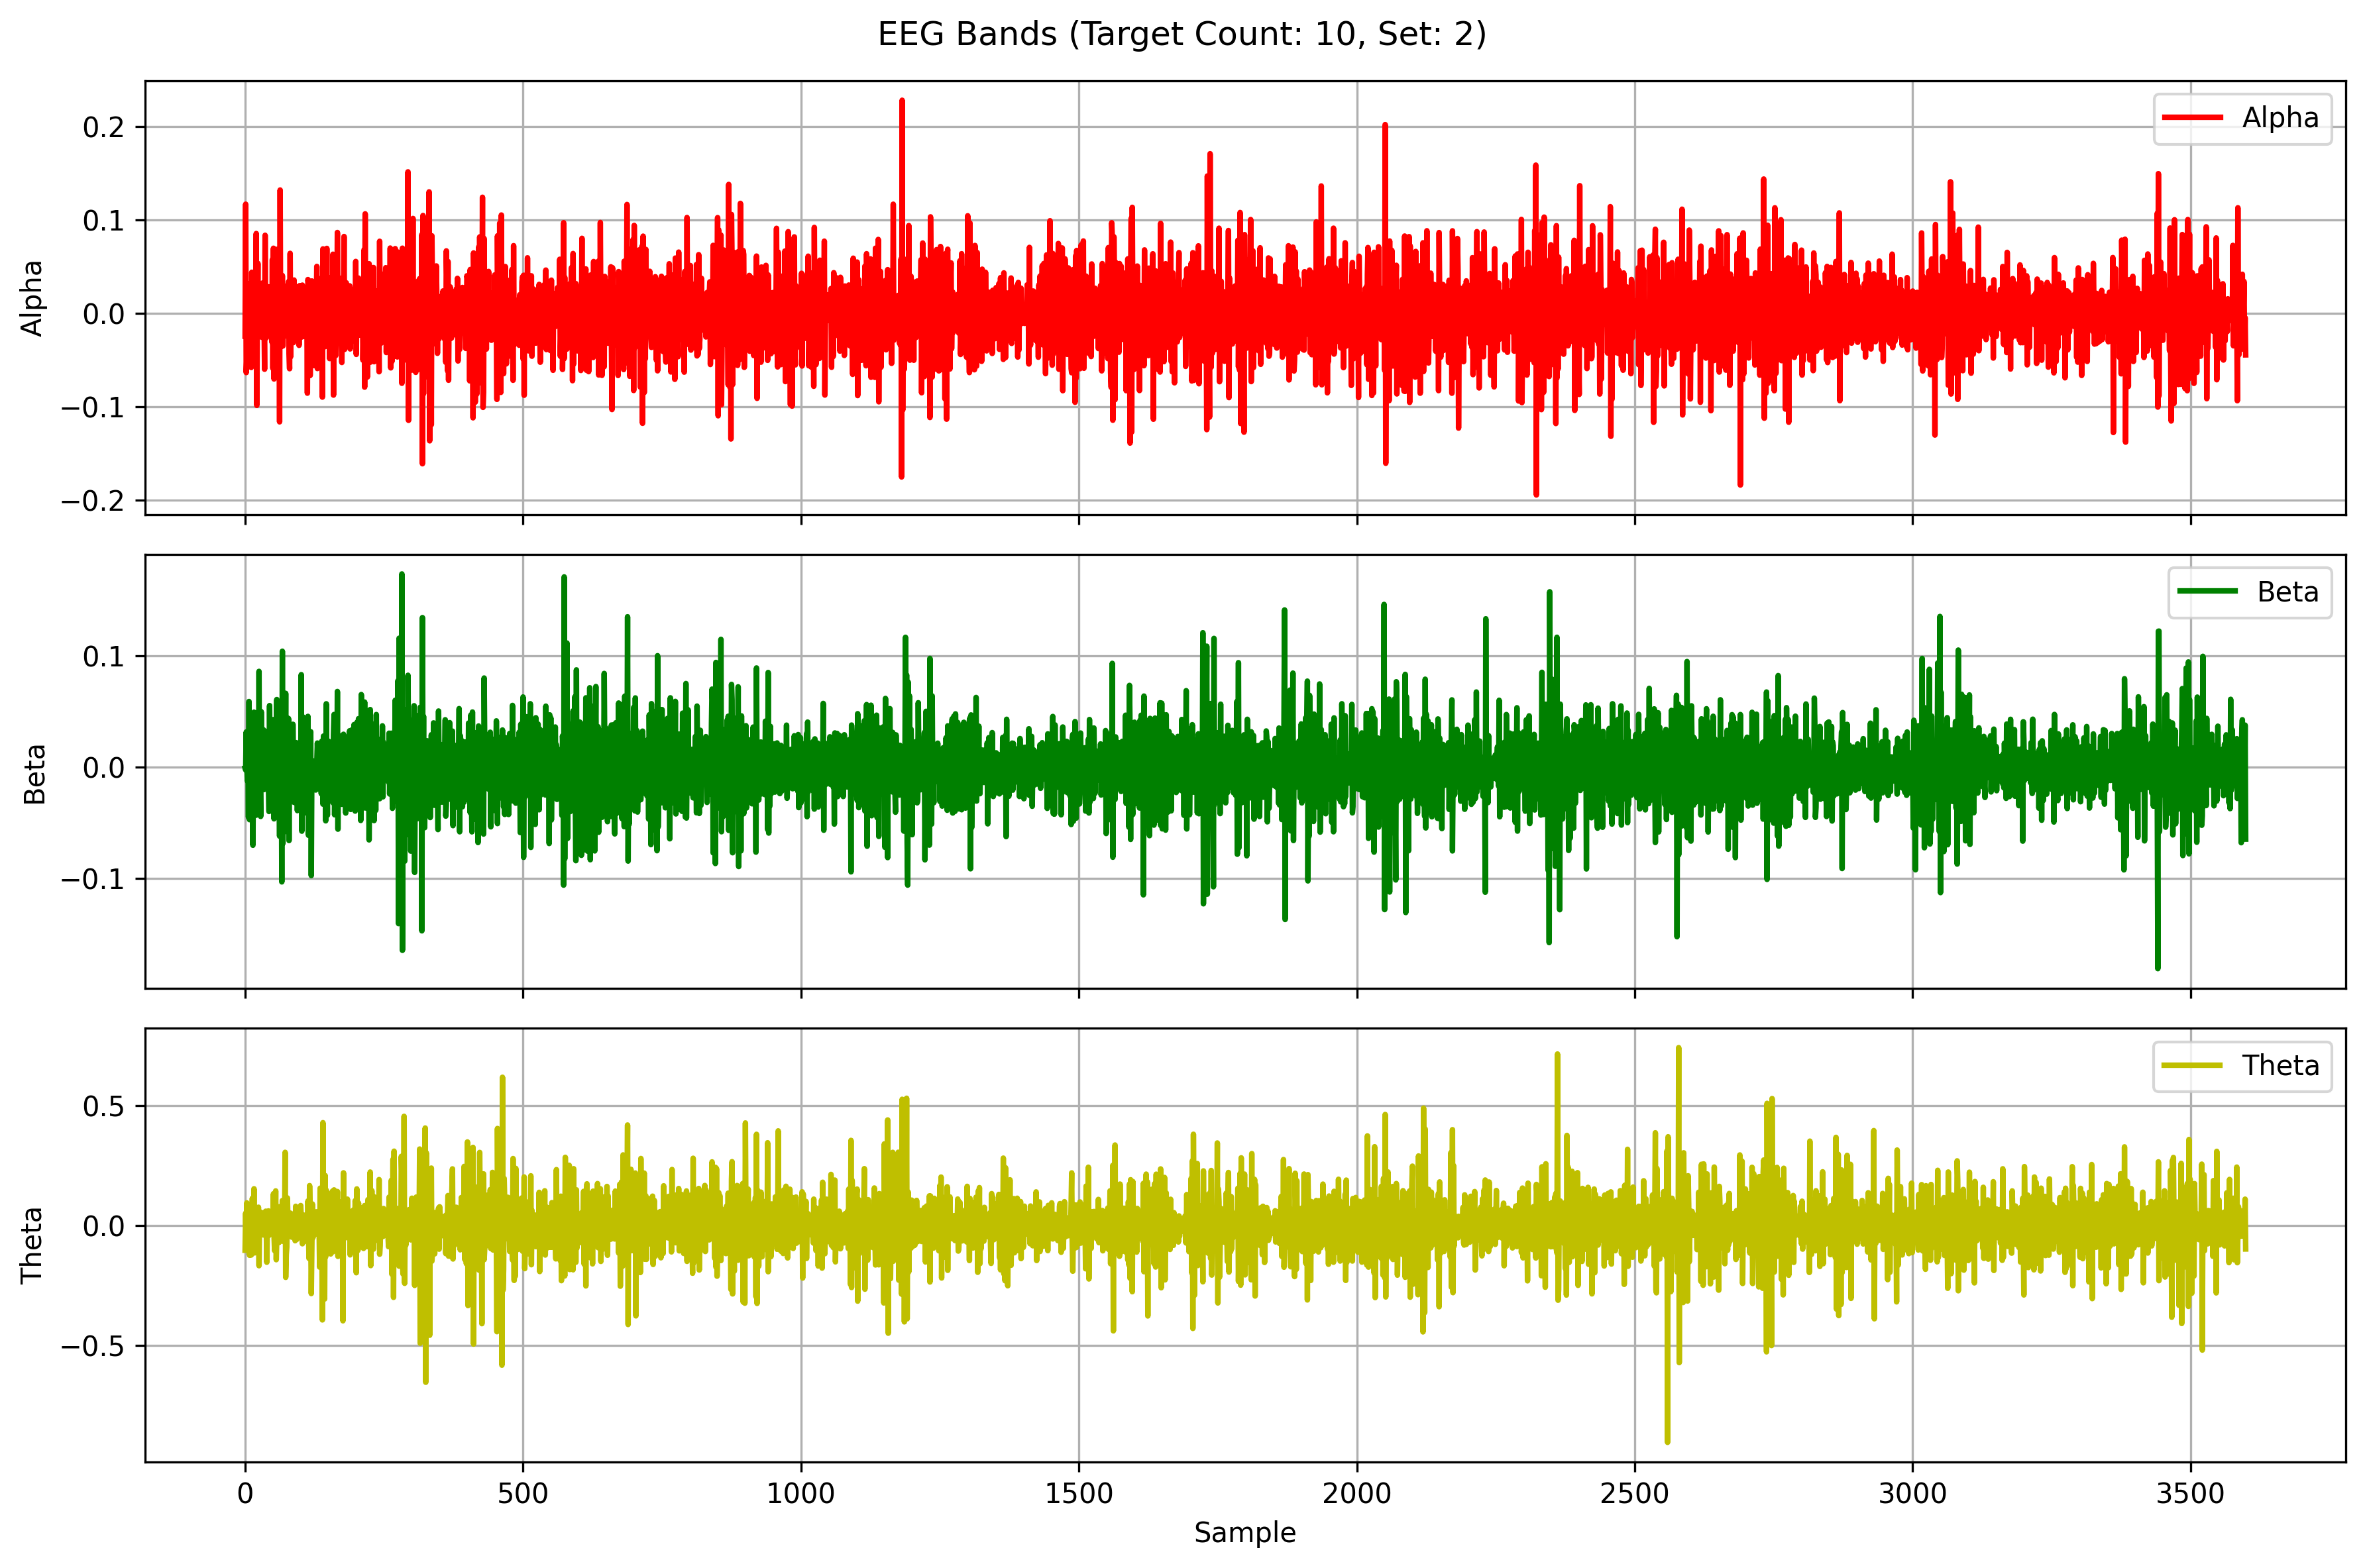 EEG Bands (Target Count: 10, Set: 2)
Alpha
0.2
0.1
0.0
−0.1
−0.2
Alpha
Beta
0.1
0.0
−0.1
Beta
Theta
0.5
0.0
−0.5
Theta
0 500 1000 1500 2000 2500 3000 3500
Sample